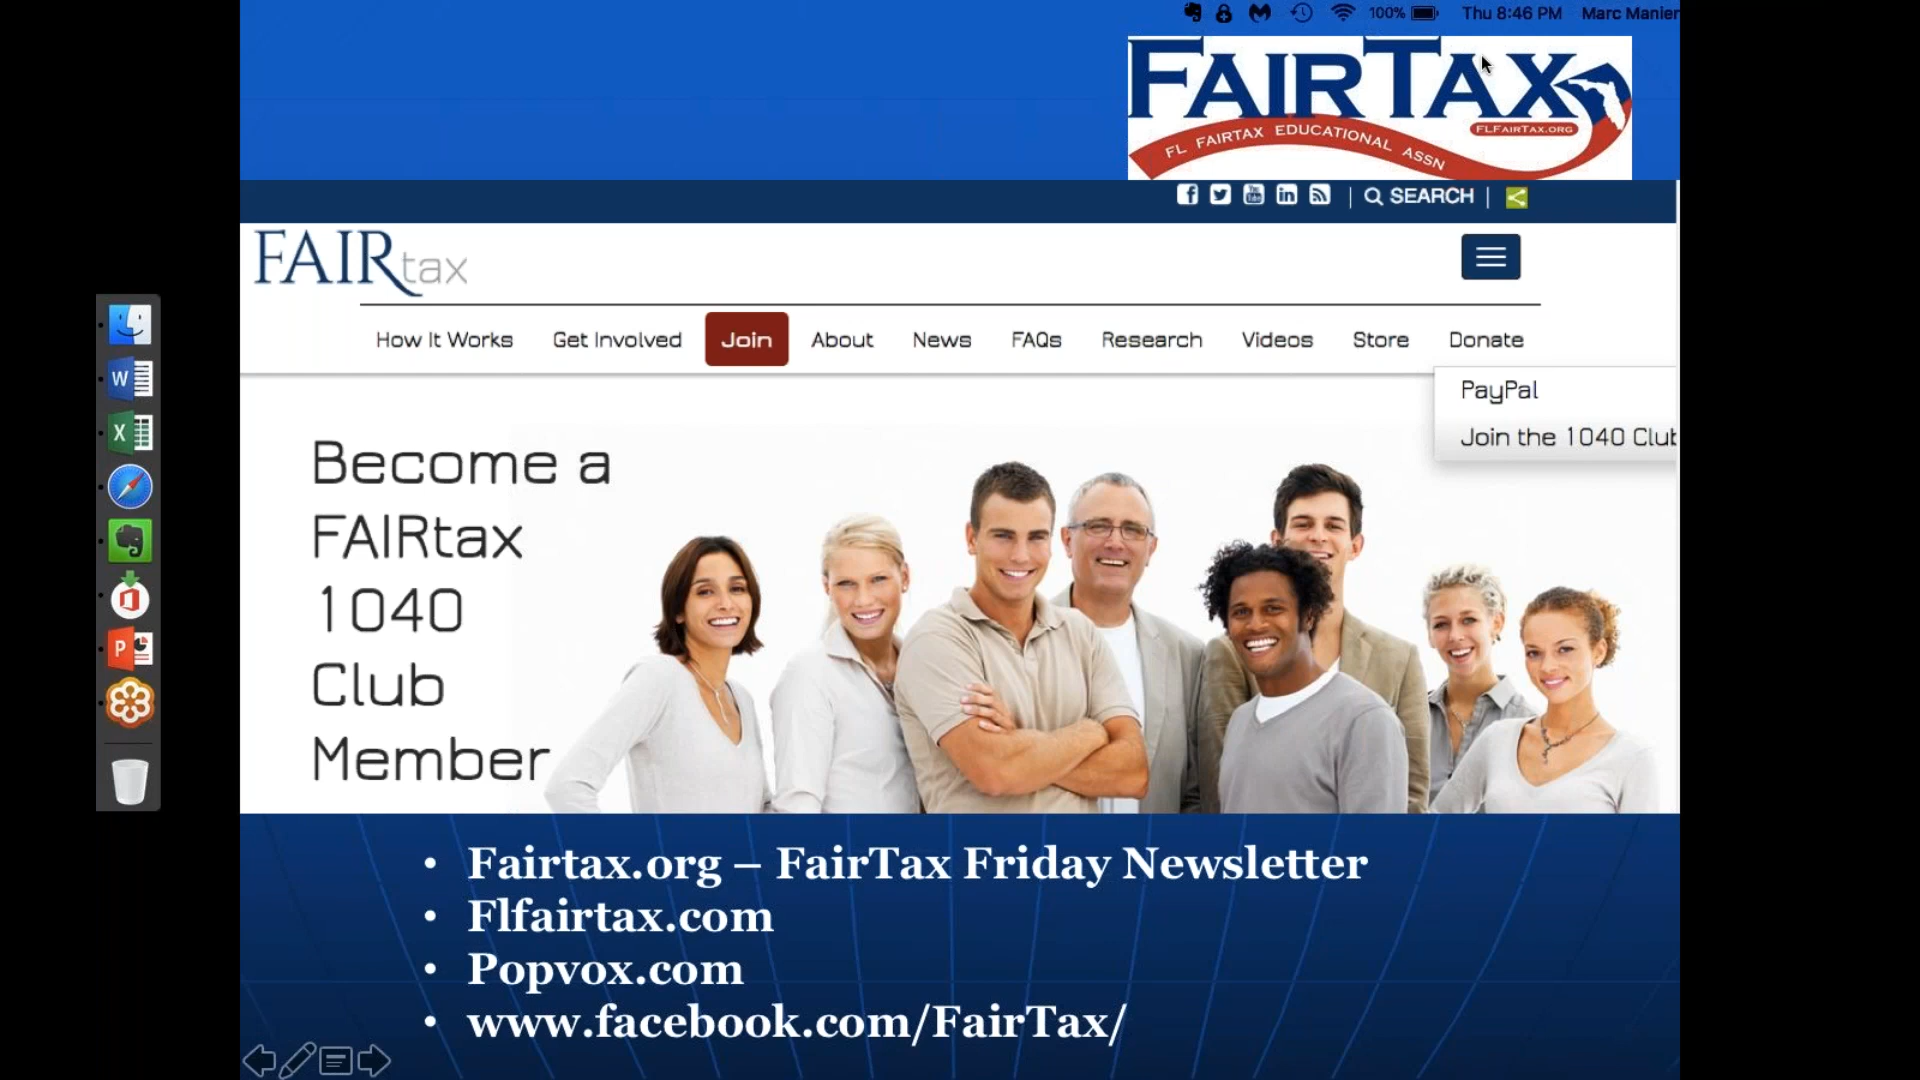 100% Thu 8:46 PM Marc Manier
FAIRTAX
FLFAIRTAX.ORG
FL FAIRTAX EDUCATIONAL ASSN
SEARCH
FAIRtax
How It Works Get Involved Join About News FAQs Research Videos Store Donate
PayPal
Join the 1040 Club
Become a
FAIRtax
1040
Club
Member
• Fairtax.org – FairTax Friday Newsletter
• Flfairtax.com
• Popvox.com
• www.facebook.com/FairTax/